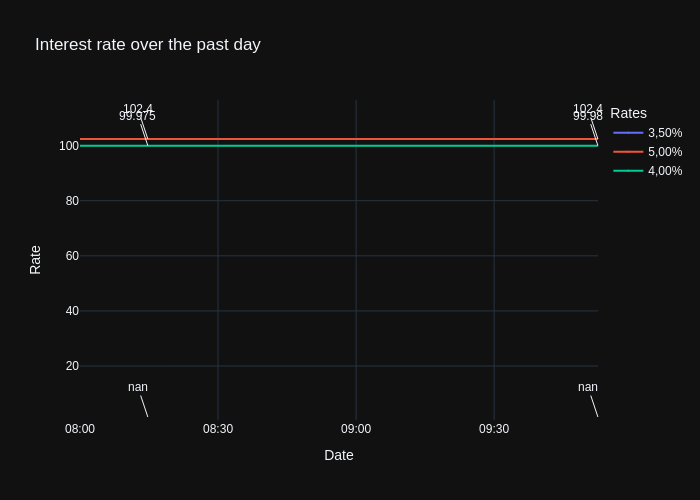 Interest rate over the past day
102.4
99.975
102.4
99.98
Rates
3,50%
5,00%
4,00%
100
80
60
40
20
Rate
nan
nan
08:00
08:30
09:00
09:30
Date